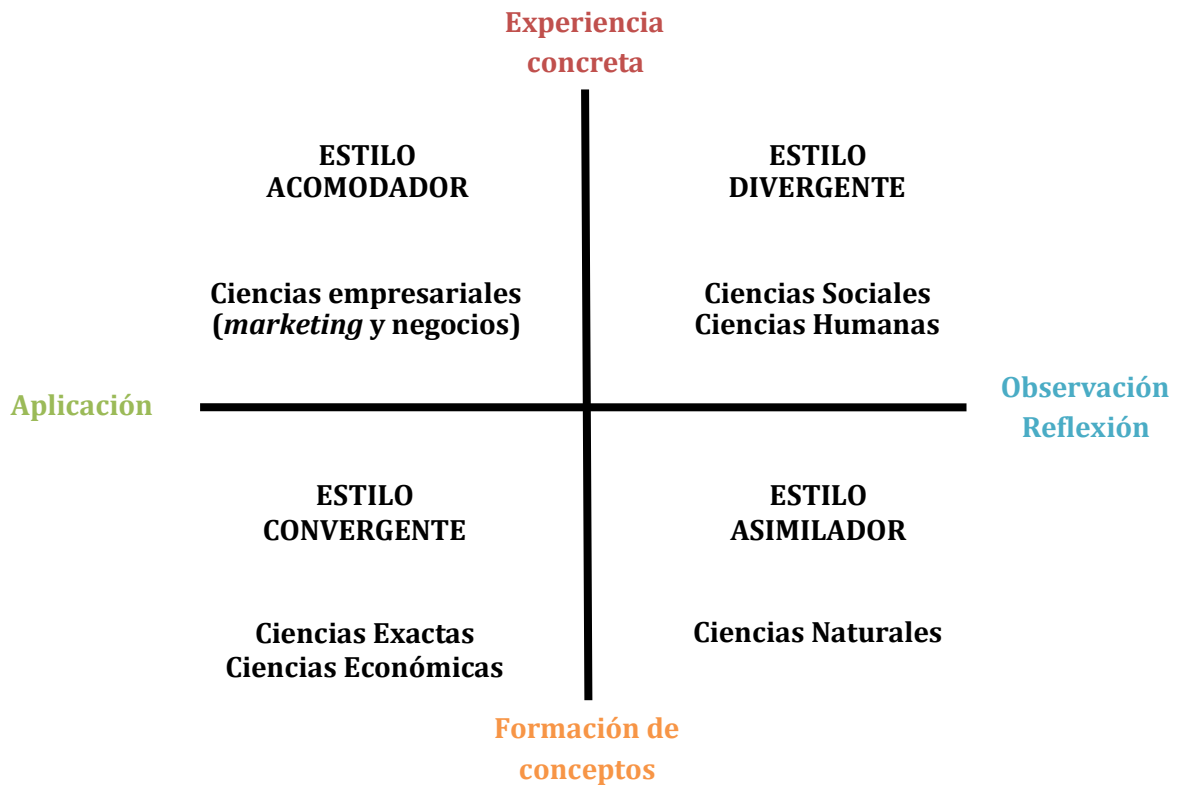 Experiencia
concreta
ESTILO
ACOMODADOR
ESTILO
DIVERGENTE
Ciencias empresariales
(marketing y negocios)
Ciencias Sociales
Ciencias Humanas
Aplicación
Observación
Reflexión
ESTILO
CONVERGENTE
ESTILO
ASIMILADOR
Ciencias Exactas
Ciencias Económicas
Ciencias Naturales
Formación de
conceptos